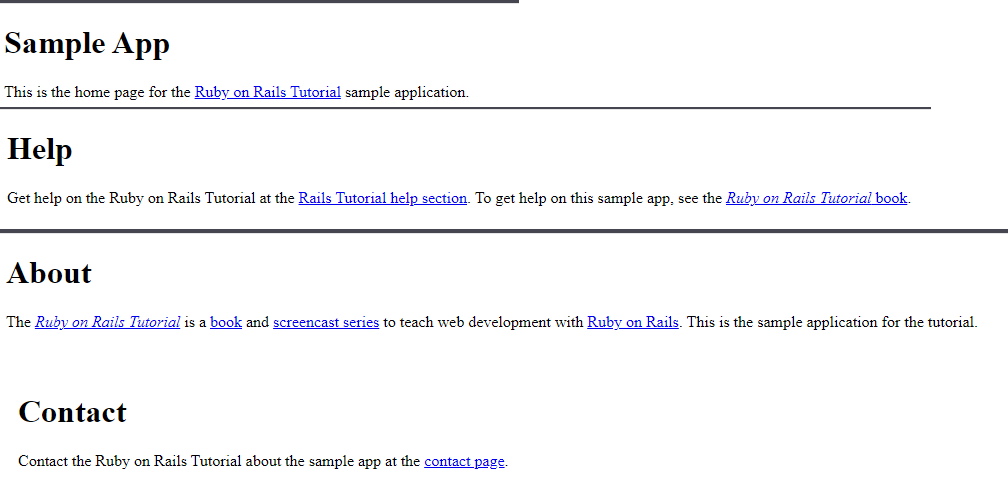 Sample App
This is the home page for the Ruby on Rails Tutorial sample application.
Help
Get help on the Ruby on Rails Tutorial at the Rails Tutorial help section. To get help on this sample app, see the Ruby on Rails Tutorial book.
About
The Ruby on Rails Tutorial is a book and screencast series to teach web development with Ruby on Rails. This is the sample application for the tutorial.
Contact
Contact the Ruby on Rails Tutorial about the sample app at the contact page.